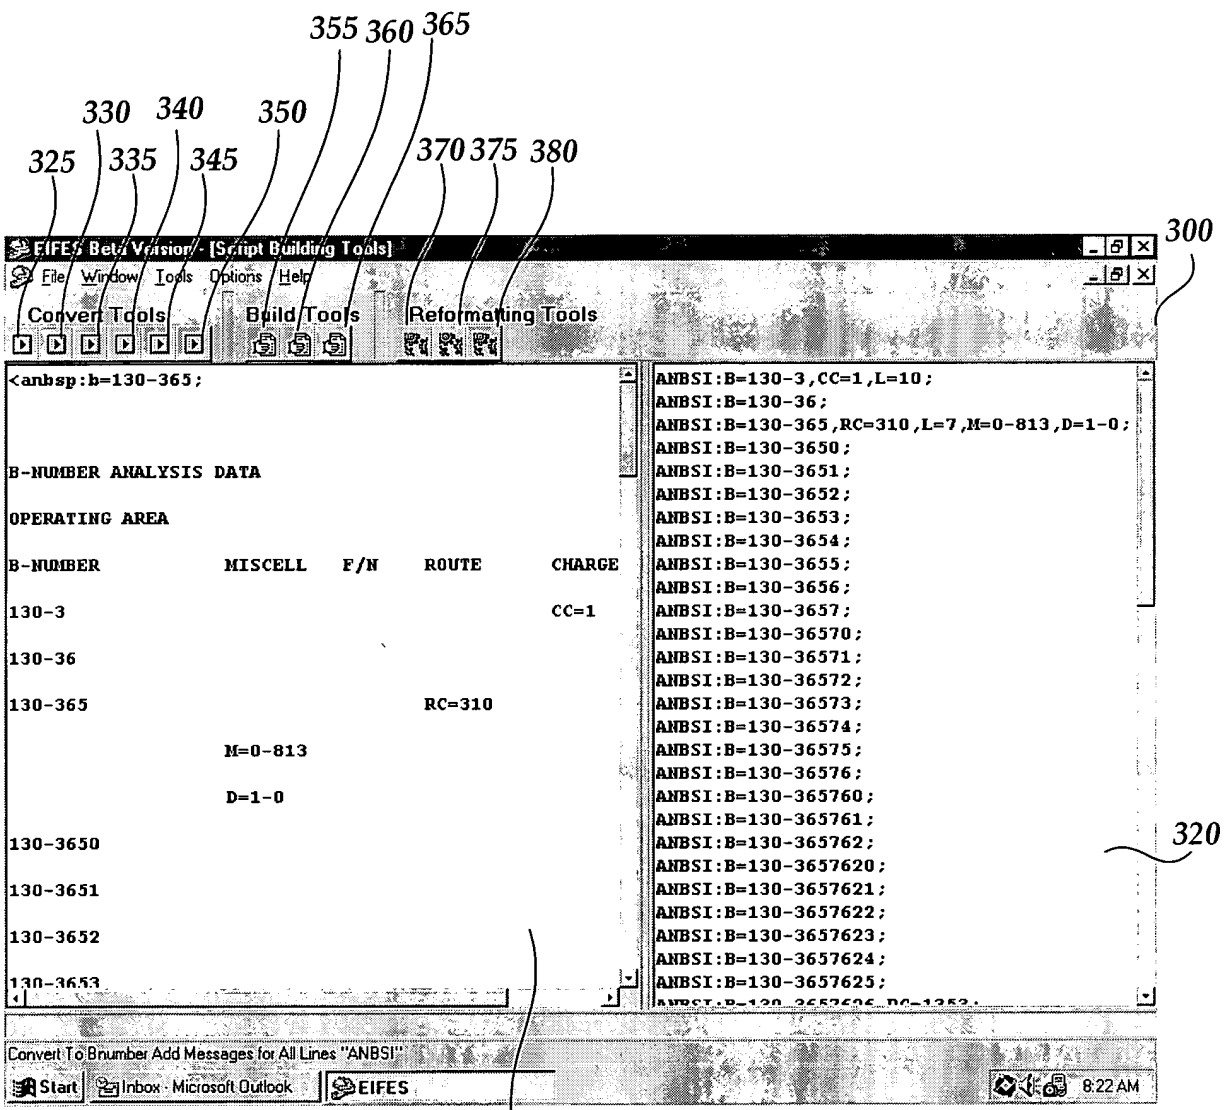 355 360 365
330 340 350
325 335 345 370 375 380
300
EIFES Beta Version - [Script Building Tools]
File Window Tools Options Help
Convert Tools Build Tools Reformatting Tools
<anbsp:b=130-365;
B-NUMBER ANALYSIS DATA
OPERATING AREA
B-NUMBER MISCELL F/N ROUTE CHARGE
130-3 CC=1
130-36
130-365 RC=310
M=0-813
D=1-0
130-3650
130-3651
130-3652
130-3653
ANBSI:B=130-3,CC=1,L=10;
ANBSI:B=130-36;
ANBSI:B=130-365,RC=310,L=7,M=0-813,D=1-0;
ANBSI:B=130-3650;
ANBSI:B=130-3651;
ANBSI:B=130-3652;
ANBSI:B=130-3653;
ANBSI:B=130-3654;
ANBSI:B=130-3655;
ANBSI:B=130-3656;
ANBSI:B=130-3657;
ANBSI:B=130-36570;
ANBSI:B=130-36571;
ANBSI:B=130-36572;
ANBSI:B=130-36573;
ANBSI:B=130-36574;
ANBSI:B=130-36575;
ANBSI:B=130-36576;
ANBSI:B=130-365760;
ANBSI:B=130-365761;
ANBSI:B=130-365762;
ANBSI:B=130-3657620;
ANBSI:B=130-3657621;
ANBSI:B=130-3657622;
ANBSI:B=130-3657623;
ANBSI:B=130-3657624;
ANBSI:B=130-3657625;
ANBSI:B=130-3657626,RC=1353;
320
Convert To Bnumber Add Messages for All Lines "ANBSI"
Start Inbox - Microsoft Outlook EIFES 8:22 AM